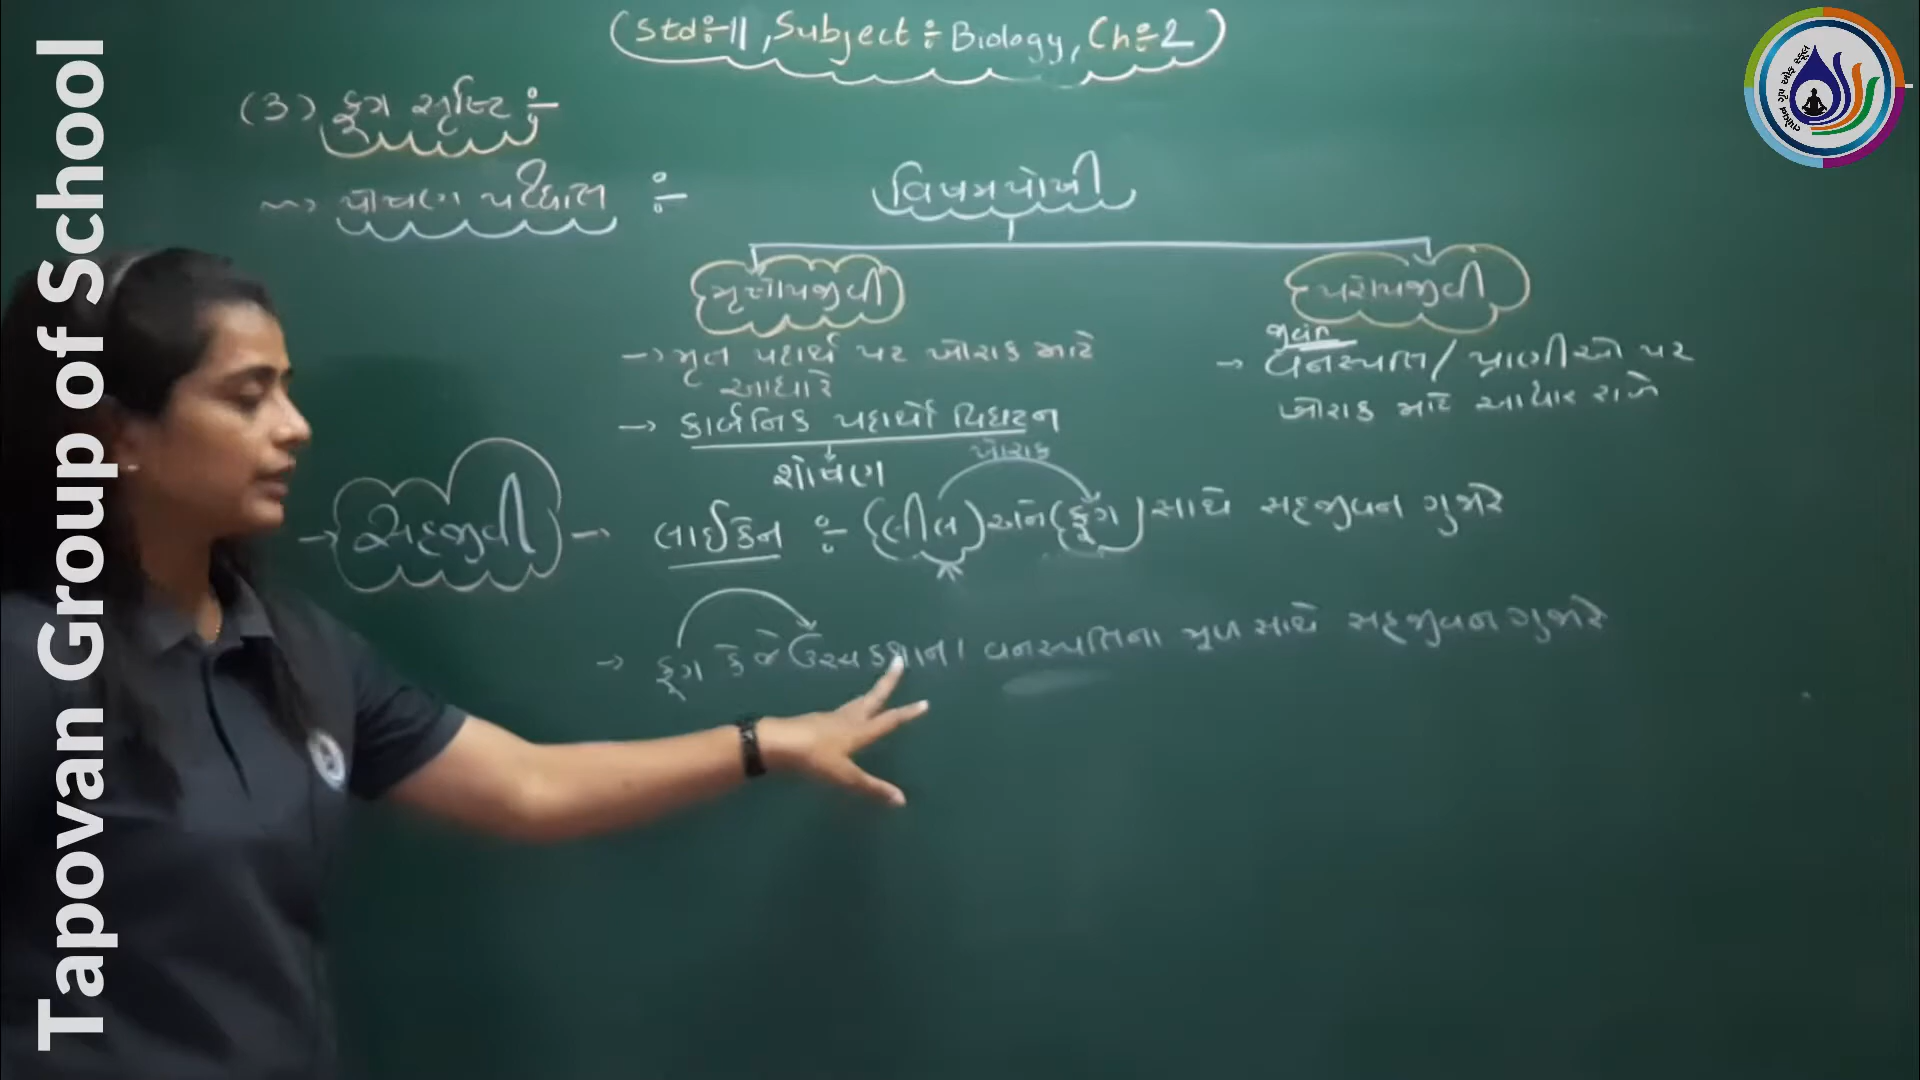 Tapovan Group of School
(Std:-11, Subject :- Biology, Ch:-2)
(3) ફૂગ સૃષ્ટિ :-
પોષણ પદ્ધતિ :-
વિષમપોષી
મૃતોપજીવી
પરોપજીવી
→ મૃત પદાર્થ પર ખોરાક માટે
આધારે
જીવંત
→ વનસ્પતિ / પ્રાણીઓ પર
ખોરાક માટે આધાર રાખે
→ કાર્બનિક પદાર્થો વિઘટન
શોષણ
ખોરાક
→ સહજીવી → લાઈકેન :- (લીલ) અને (ફૂગ) સાથે સહજીવન ગુજારે
→ ફૂગ કે જે ઉચ્ચકક્ષાના વનસ્પતિના મૂળ સાથે સહજીવન ગુજારે